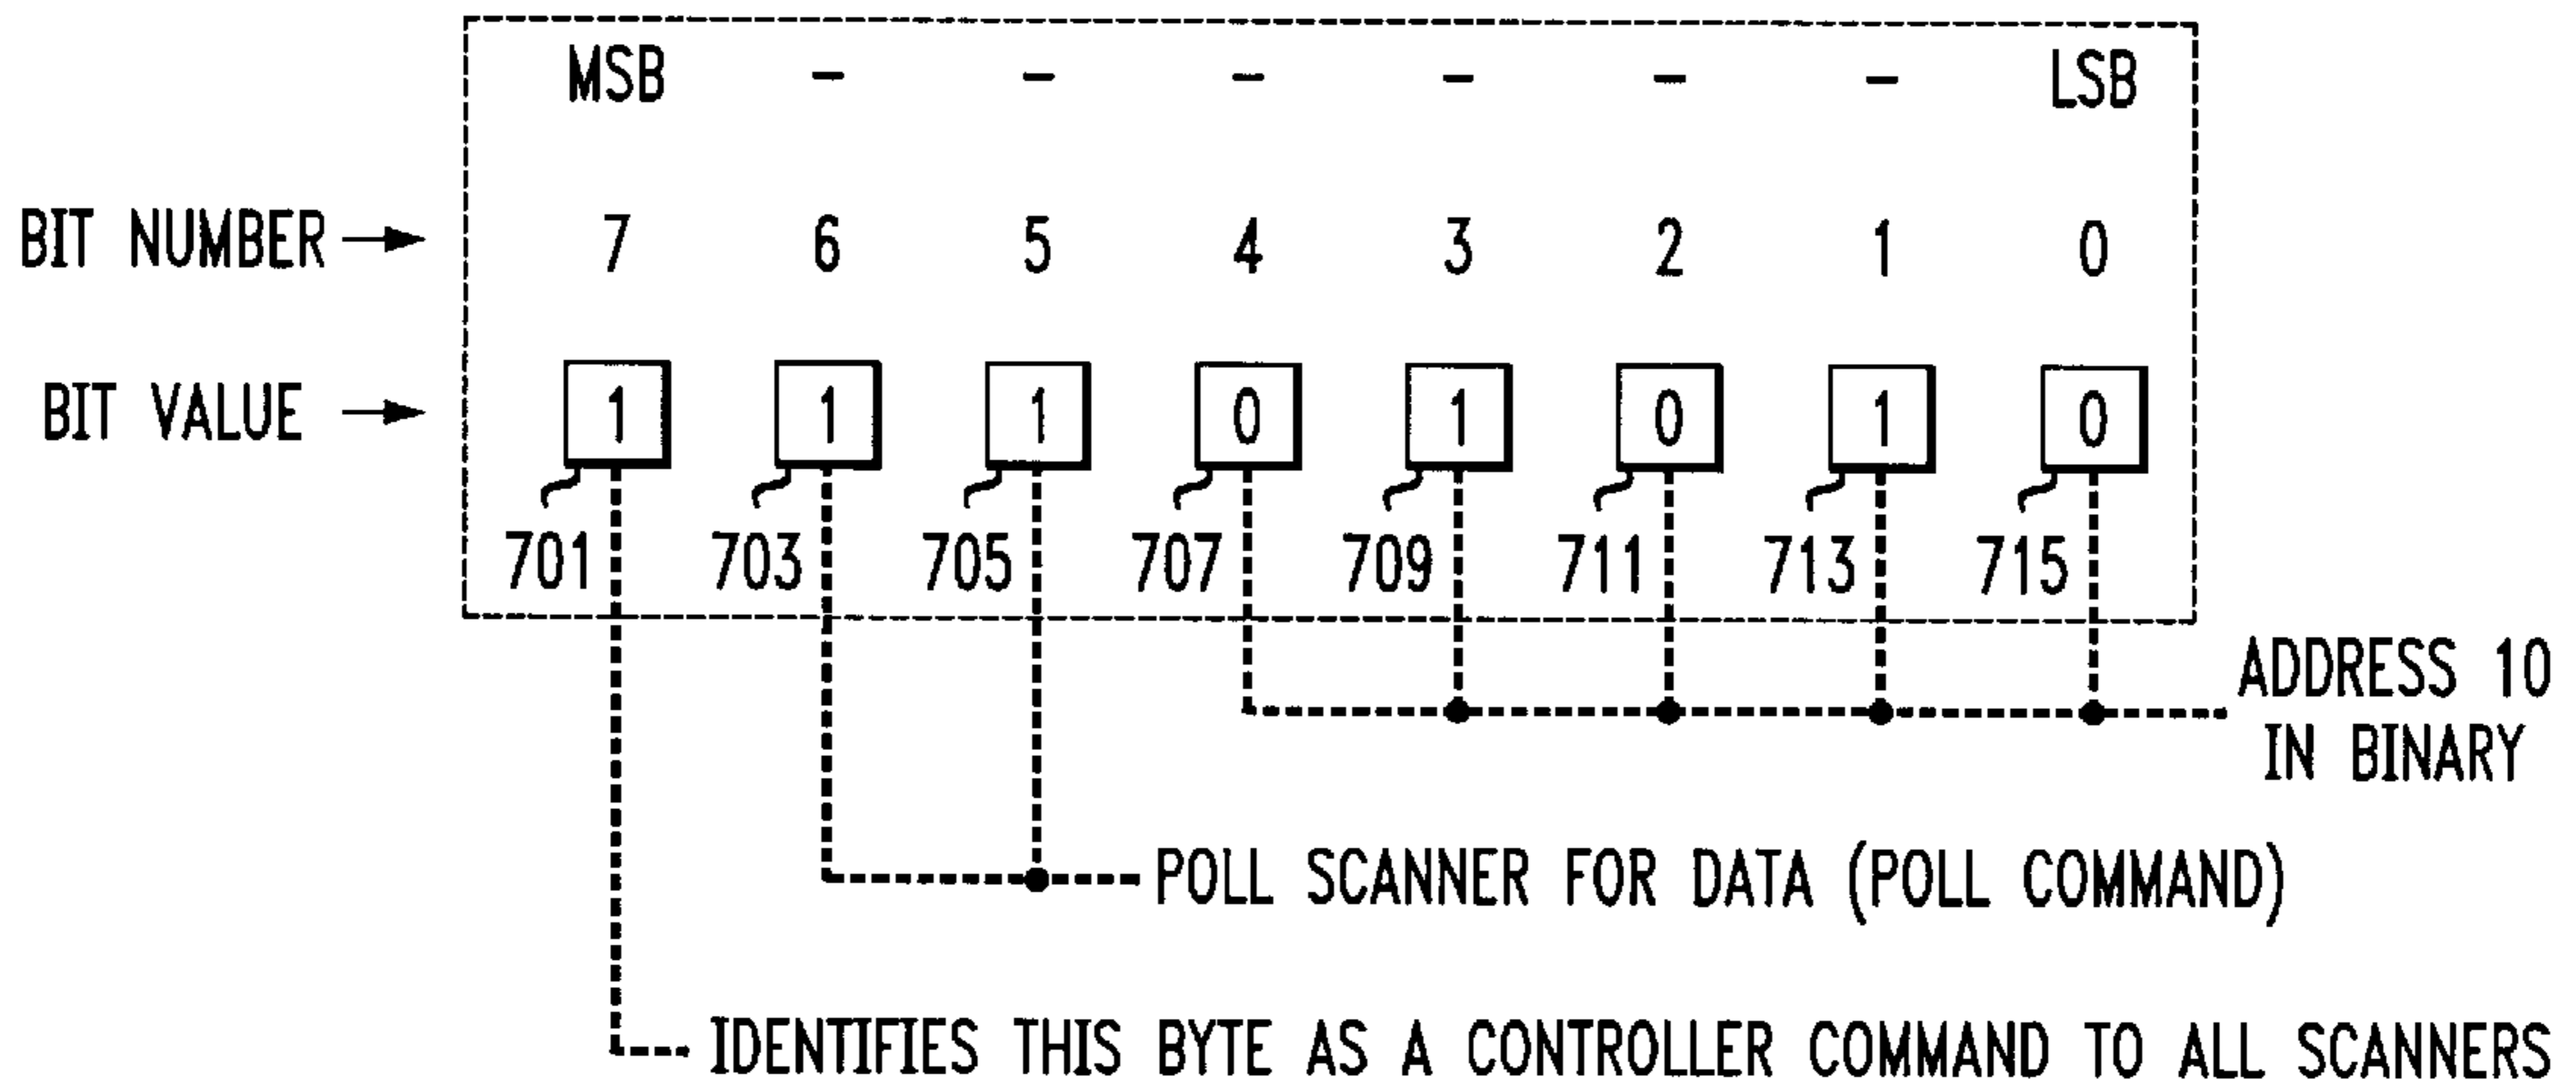 MSB - - - - - - LSB
BIT NUMBER 7 6 5 4 3 2 1 0
BIT VALUE 1 1 1 0 1 0 1 0
701 703 705 707 709 711 713 715
ADDRESS 10
IN BINARY
POLL SCANNER FOR DATA (POLL COMMAND)
IDENTIFIES THIS BYTE AS A CONTROLLER COMMAND TO ALL SCANNERS